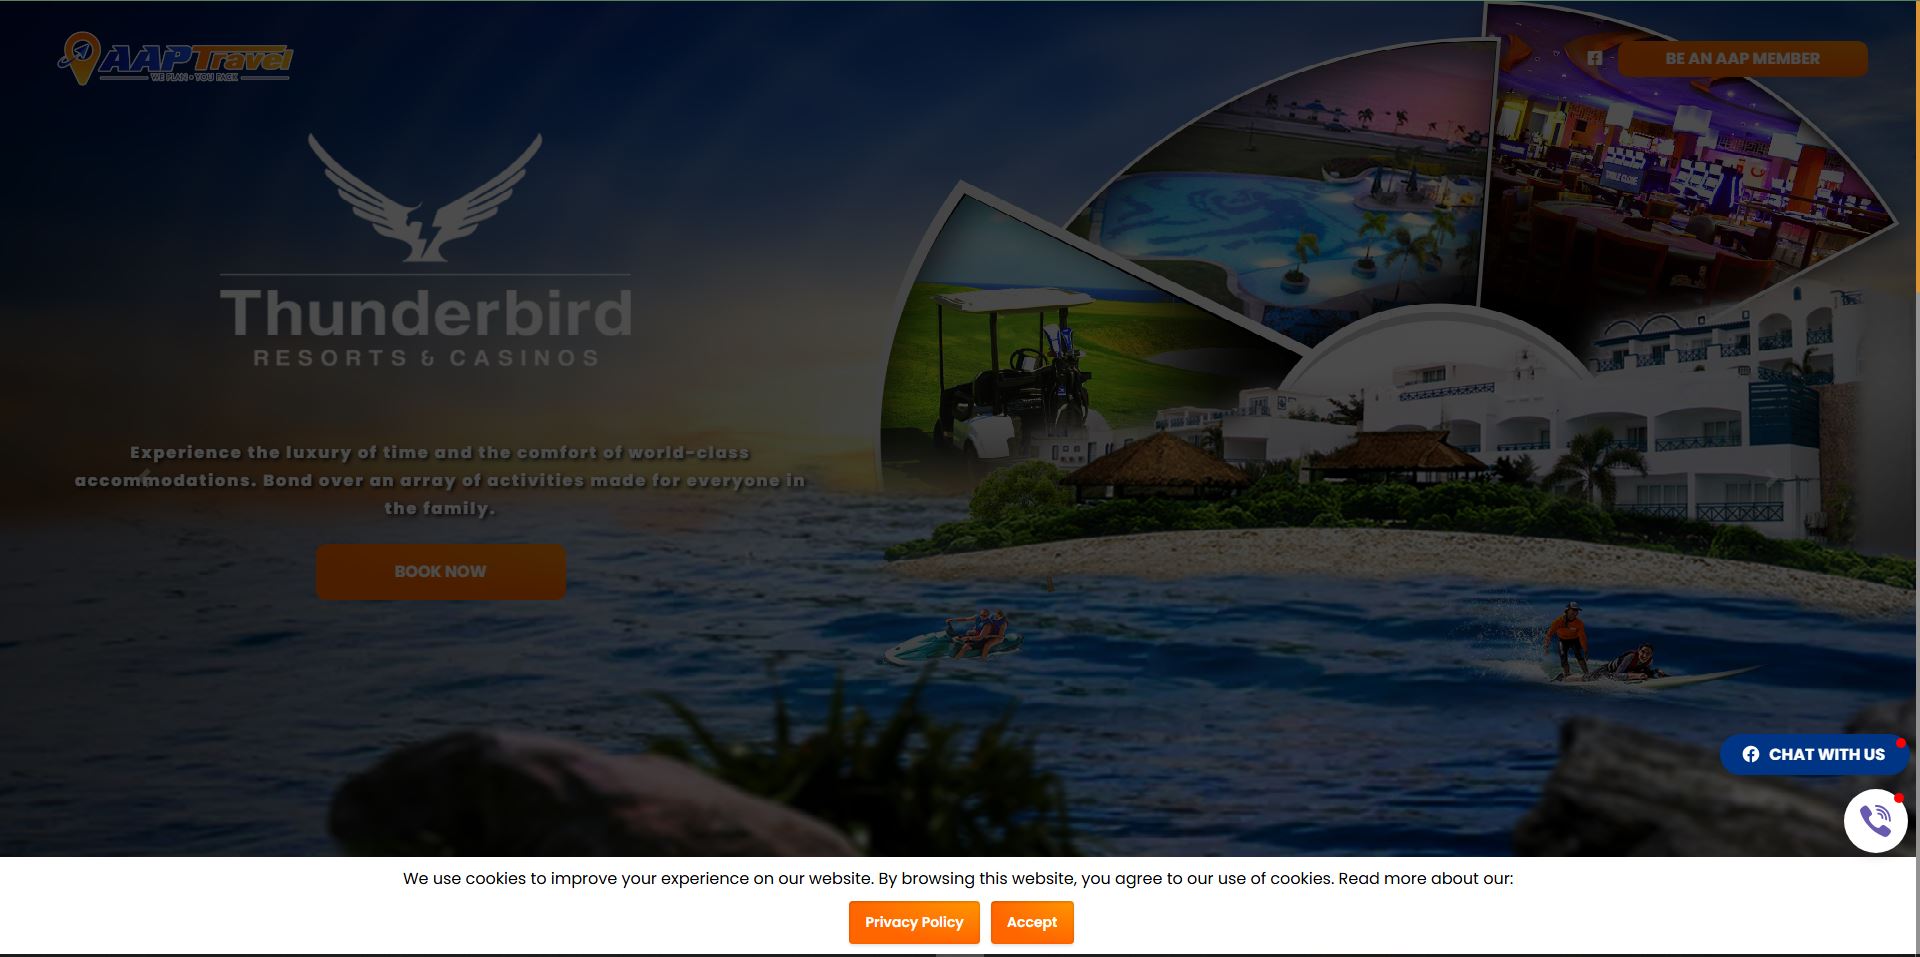 AAP Travel
WE PLAN • YOU PACK
BE AN AAP MEMBER
Thunderbird
RESORTS & CASINOS
Experience the luxury of time and the comfort of world-class
accommodations. Bond over an array of activities made for everyone in
the family.
BOOK NOW
CHAT WITH US
We use cookies to improve your experience on our website. By browsing this website, you agree to our use of cookies. Read more about our:
Privacy Policy
Accept